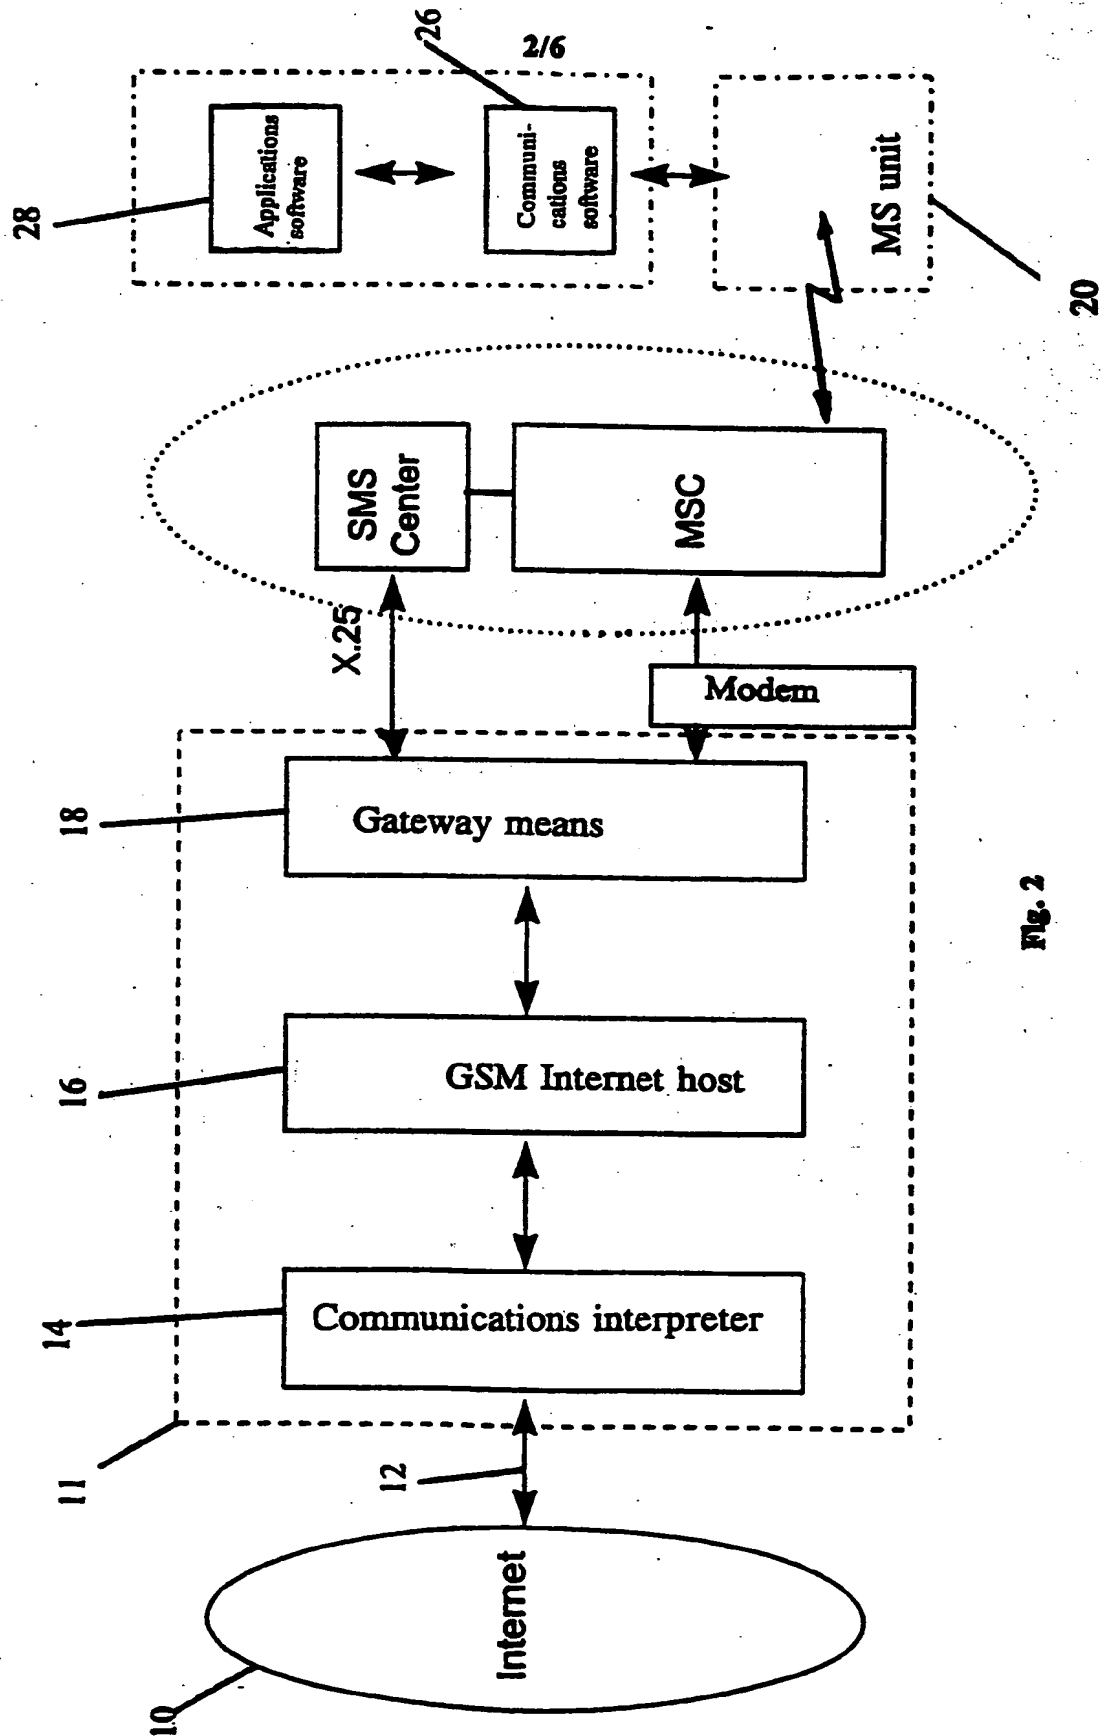 2/6
26
28
Applications
software
Communi-
cations
software
MS unit
20
SMS
Center
MSC
X.25
Modem
18
Gateway means
16
GSM Internet host
14
Communications interpreter
11
12
10
Internet
Fig. 2